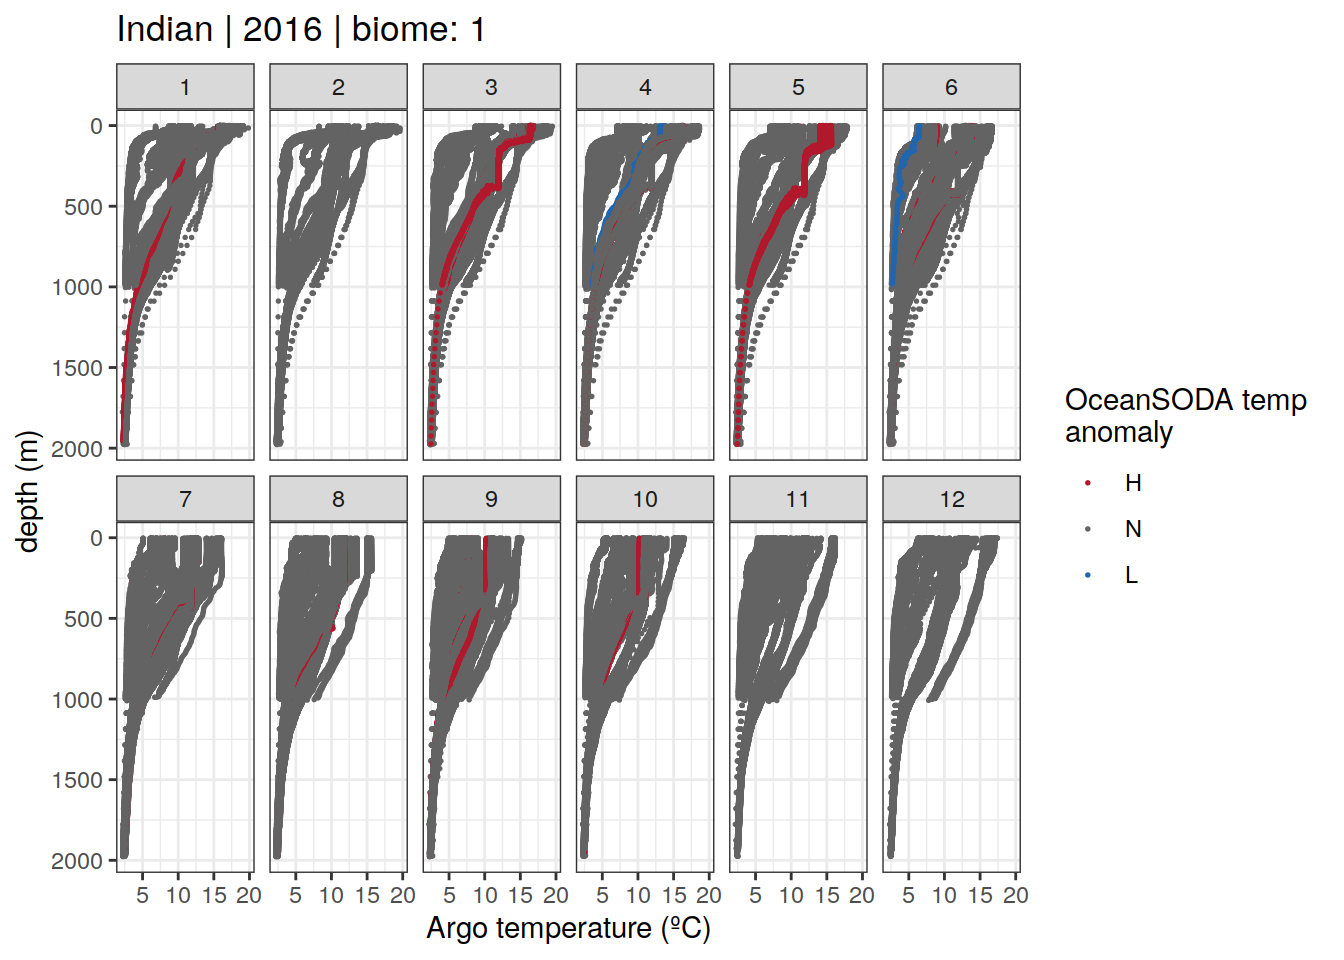 Indian | 2016 | biome: 1
1 2 3 4 5 6
0
500
1000
1500
2000
7 8 9 10 11 12
0
500
1000
1500
2000
5 10 15 20 5 10 15 20 5 10 15 20 5 10 15 20 5 10 15 20 5 10 15 20
Argo temperature (ºC)
depth (m)
OceanSODA temp
anomaly
H
N
L